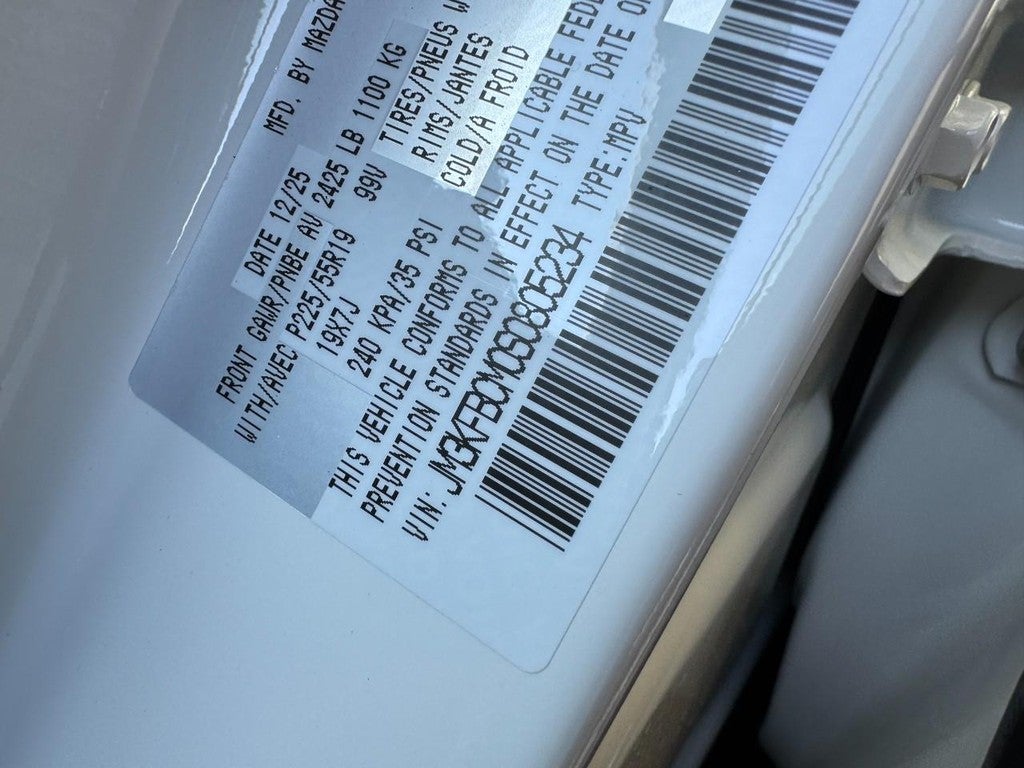 MFD. BY MAZDA
DATE 12/25
FRONT GAWR/PNBE AV 2425 LB 1100 KG
WITH/AVEC P225/55R19 99V TIRES/PNEUS
19X7J RIMS/JANTES
240 KPA/35 PSI COLD/A FROID
THIS VEHICLE CONFORMS TO ALL APPLICABLE
PREVENTION STANDARDS IN EFFECT ON THE DATE
VIN: JM3KFBCM0S0805234 TYPE:MPV